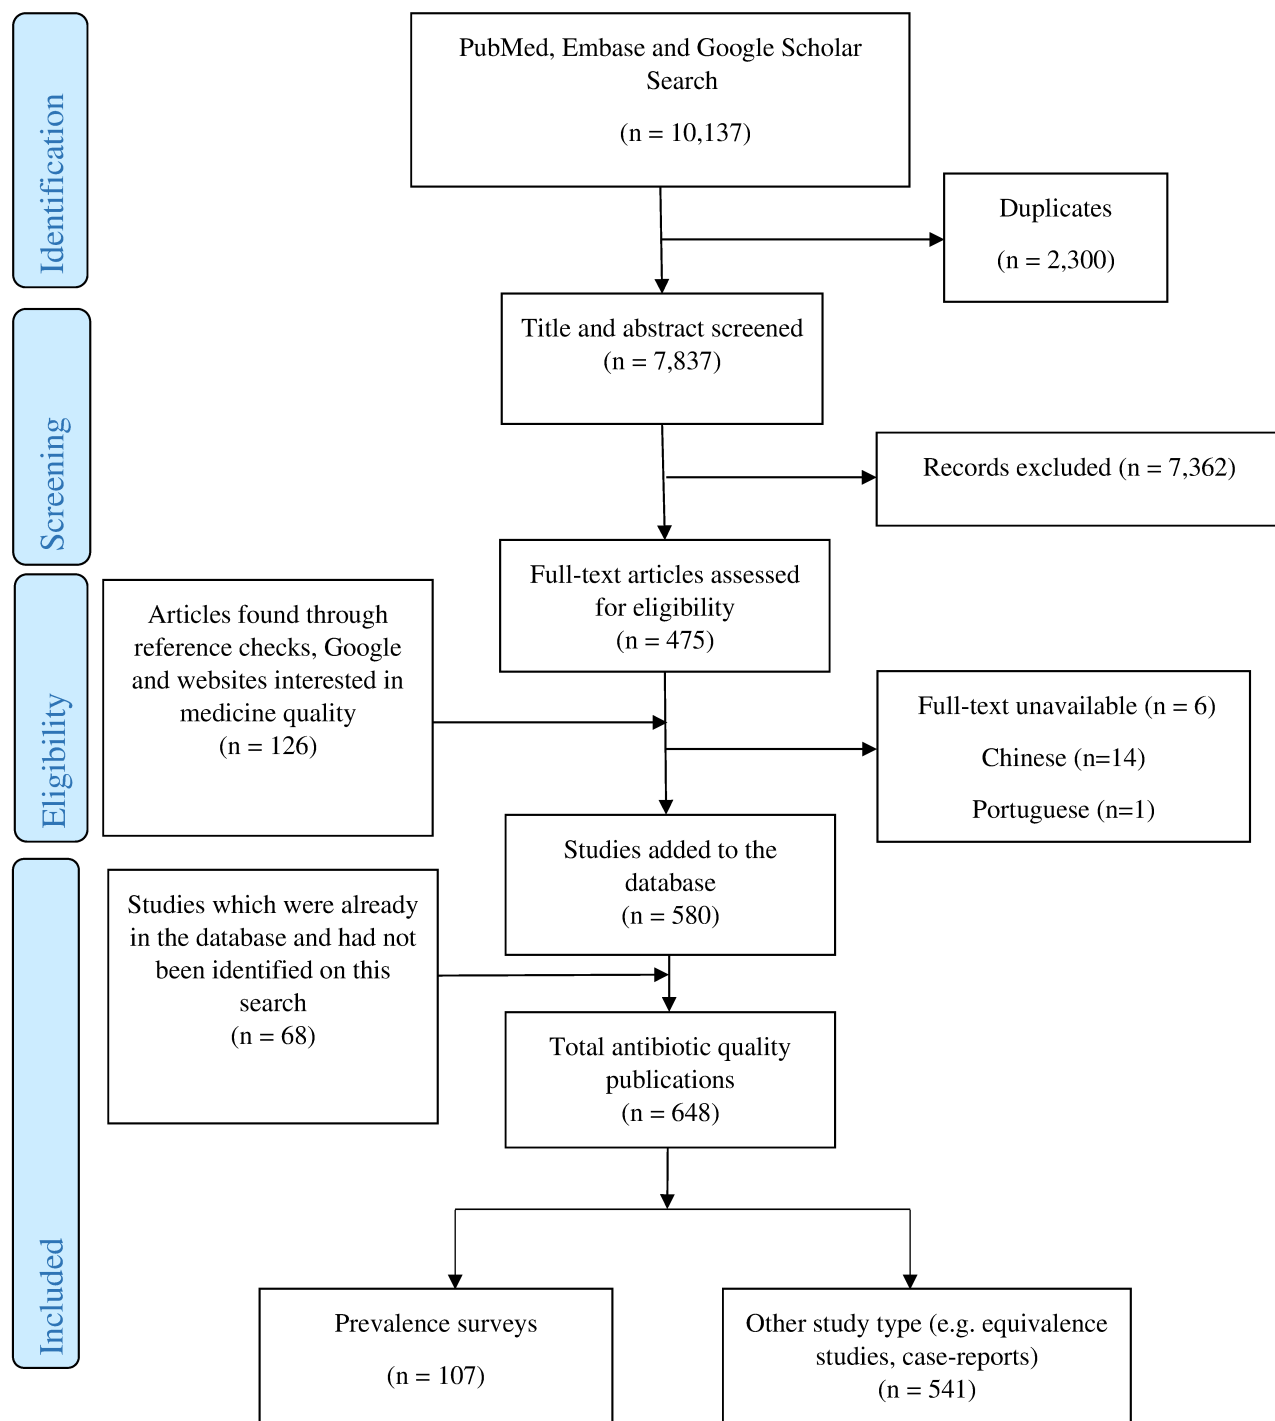 Identification
PubMed, Embase and Google Scholar
Search
(n = 10,137)
Duplicates
(n = 2,300)
Screening
Title and abstract screened
(n = 7,837)
Records excluded (n = 7,362)
Eligibility
Full-text articles assessed
for eligibility
(n = 475)
Articles found through
reference checks, Google
and websites interested in
medicine quality
(n = 126)
Full-text unavailable (n = 6)
Chinese (n=14)
Portuguese (n=1)
Included
Studies added to the
database
(n = 580)
Studies which were already
in the database and had not
been identified on this
search
(n = 68)
Total antibiotic quality
publications
(n = 648)
Prevalence surveys
(n = 107)
Other study type (e.g. equivalence
studies, case-reports)
(n = 541)